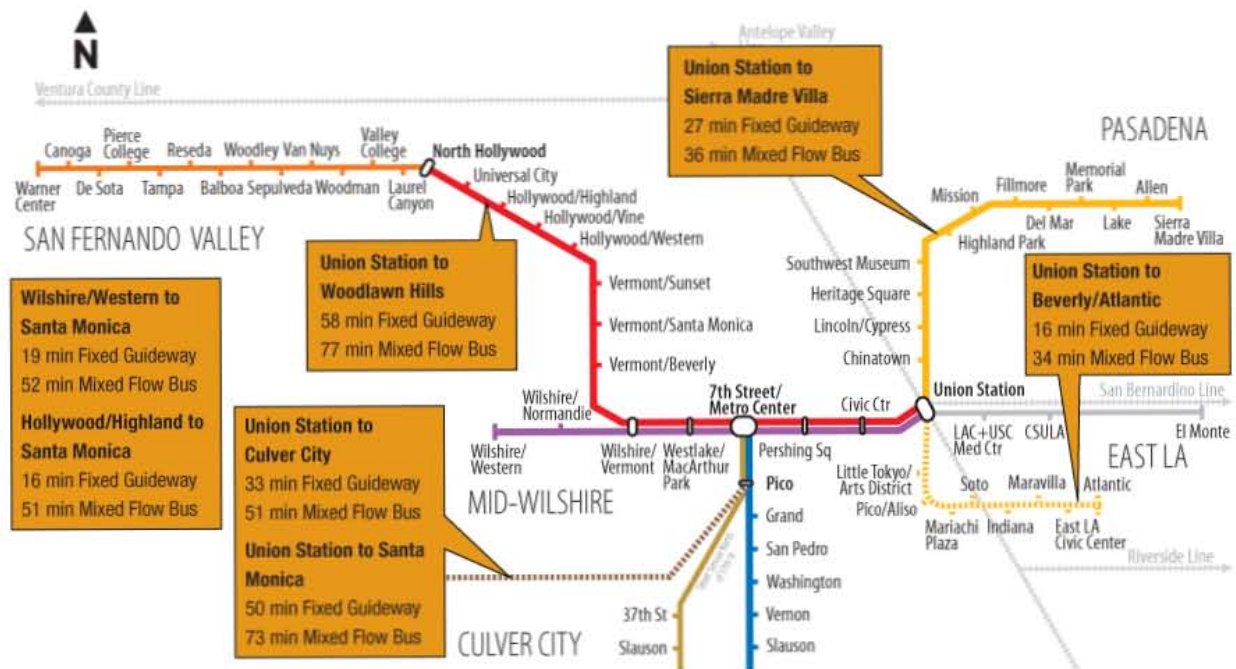 N
Antelope Valley
Line
Ventura County Line
Union Station to
Sierra Madre Villa
27 min Fixed Guideway
36 min Mixed Flow Bus
PASADENA
Canoga
Pierce
College
Reseda
Woodley
Van Nuys
Valley
College
North Hollywood
Warner
Center
De Sota
Tampa
Balboa
Sepulveda
Woodman
Laurel
Canyon
SAN FERNANDO VALLEY
Universal City
Hollywood/Highland
Hollywood/Vine
Hollywood/Western
Mission
Fillmore
Memorial
Park
Allen
Highland Park
Del Mar
Lake
Sierra
Madre Villa
Union Station to
Woodlawn Hills
58 min Fixed Guideway
77 min Mixed Flow Bus
Vermont/Sunset
Vermont/Santa Monica
Vermont/Beverly
Southwest Museum
Heritage Square
Lincoln/Cypress
Chinatown
Union Station to
Beverly/Atlantic
16 min Fixed Guideway
34 min Mixed Flow Bus
Wilshire/Western to
Santa Monica
19 min Fixed Guideway
52 min Mixed Flow Bus
Hollywood/Highland to
Santa Monica
16 min Fixed Guideway
51 min Mixed Flow Bus
Wilshire/
Normandie
7th Street/
Metro Center
Civic Ctr
Union Station
San Bernardino Line
Wilshire/
Western
Wilshire/
Vermont
Westlake/
MacArthur
Park
Pershing Sq
LAC+USC
Med Ctr
CSULA
El Monte
EAST LA
MID-WILSHIRE
Pico
Little Tokyo/
Arts District
Pico/Aliso
Soto
Maravilla
Atlantic
Mariachi
Plaza
Indiana
East LA
Civic Center
Riverside Line
Union Station to
Culver City
33 min Fixed Guideway
51 min Mixed Flow Bus
Union Station to Santa
Monica
50 min Fixed Guideway
73 min Mixed Flow Bus
Grand
San Pedro
Washington
Vernon
Slauson
37th St
Slauson
CULVER CITY